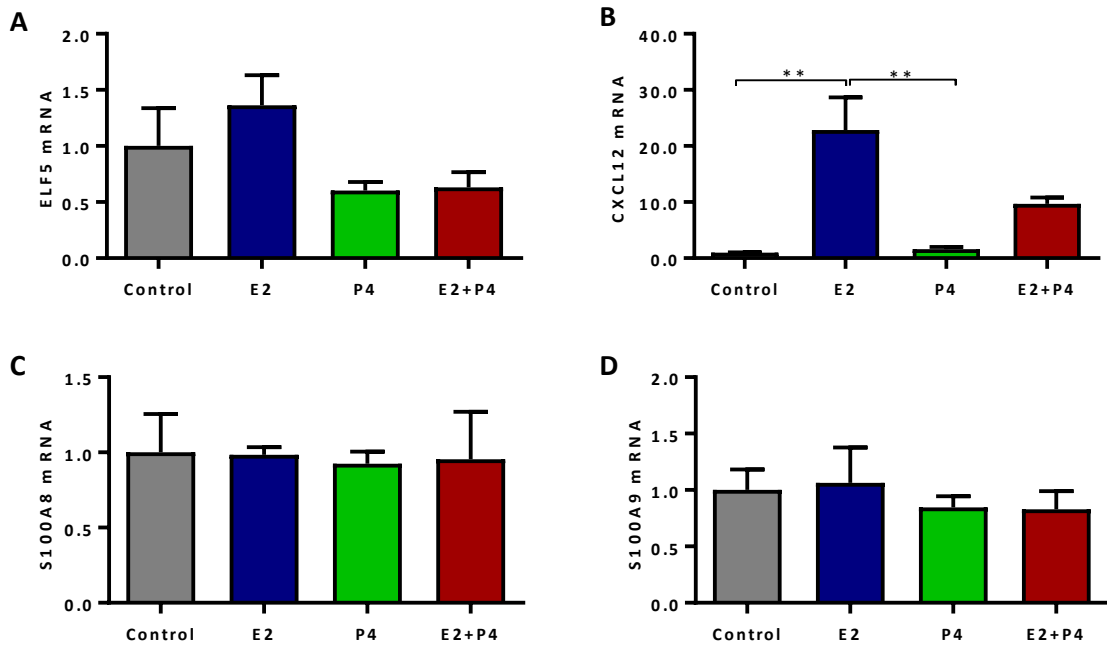 A
ELF5 mRNA
2.0
1.5
1.0
0.5
0.0
Control E2 P4 E2+P4
B
CXCL12 mRNA
40.0
30.0
20.0
10.0
0.0
** **
Control E2 P4 E2+P4
C
S100A8 mRNA
1.5
1.0
0.5
0.0
Control E2 P4 E2+P4
D
S100A9 mRNA
2.0
1.5
1.0
0.5
0.0
Control E2 P4 E2+P4